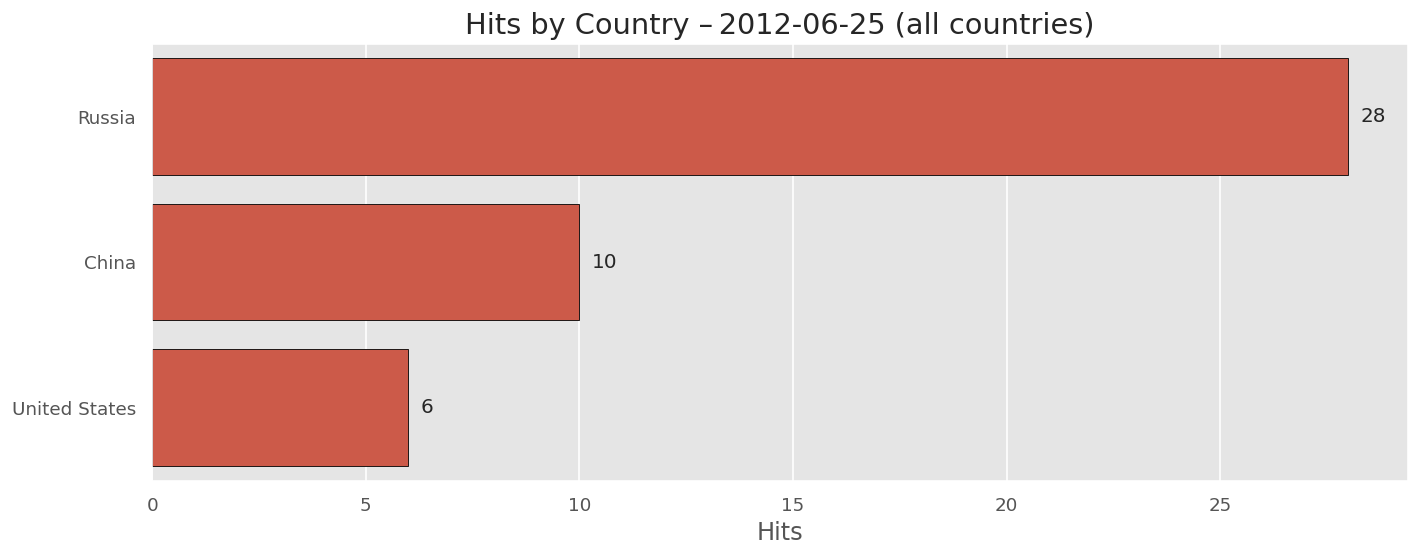 Hits by Country – 2012-06-25 (all countries)
Russia
28
China
10
United States
6
0 5 10 15 20 25
Hits